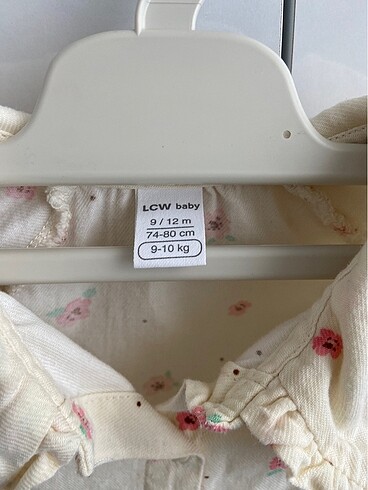 LCW baby
9 / 12 m
74-80 cm
9-10 kg